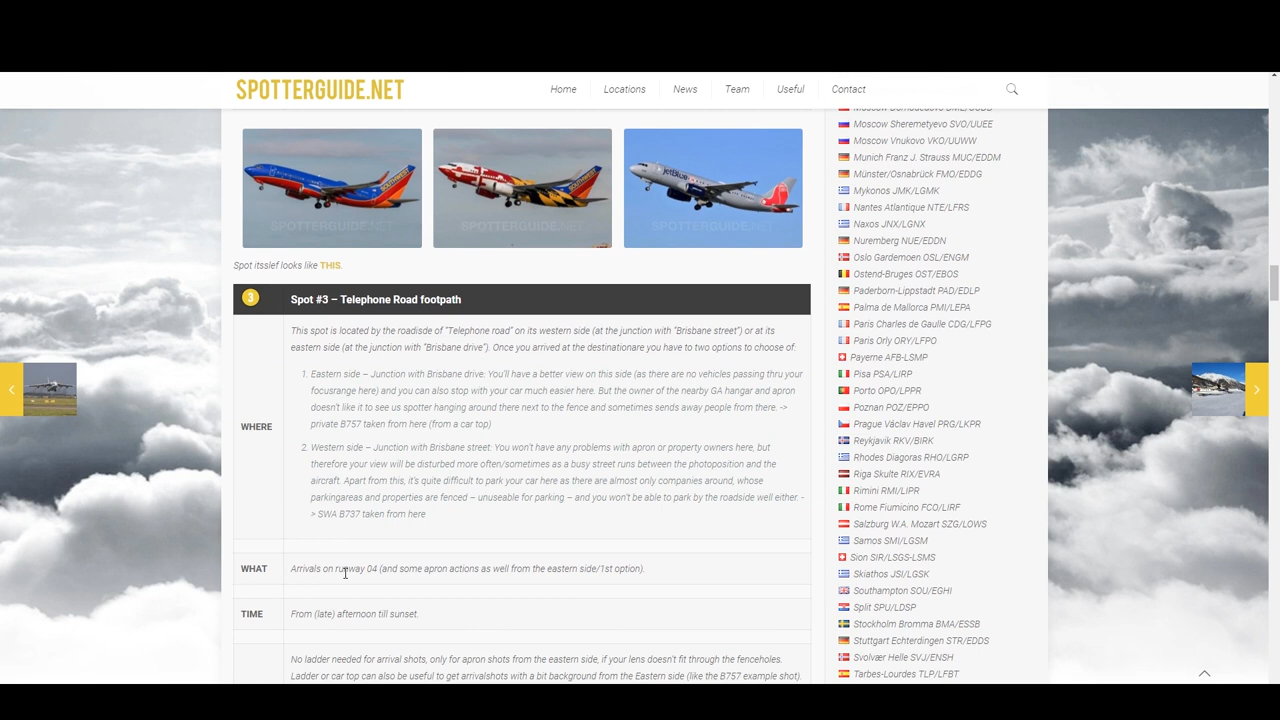 SPOTTERGUIDE.NET
Home
Locations
News
Team
Useful
Contact
SPOTTERGUIDE.NET
SPOTTERGUIDE.NET
SPOTTERGUIDE.NET
Spot itsslef looks like THIS.
3
Spot #3 – Telephone Road footpath
WHERE
This spot is located by the roadisde of "Telephone road" on its western side (at the junction with "Brisbane street") or at its
eastern side (at the junction with "Brisbane drive"). Once you arrived at the destinationare you have to two options to choose of:
1. Eastern side – Junction with Brisbane drive: You'll have a better view on this side (as there are no vehicles passing thru your
focusrange here) and you can also stop with your car much easier here. But the owner of the nearby GA hangar and apron
doesn't like it to see us spotter hanging around there next to the fence and sometimes sends away people from there. ->
private B757 taken from here (from a car top)
2. Western side – Junction with Brisbane street: You won't have any problems with apron or property owners here, but
therefore your view will be disturbed more often/sometimes as a busy street runs between the photoposition and the
aircraft. Apart from this, it's quite difficult to park your car here as there are almost only companies around, whose
parkingareas and properties are fenced – unuseable for parking – and you won't be able to park by the roadside well either. -
> SWA B737 taken from here
WHAT
Arrivals on runway 04 (and some apron actions as well from the eastern side/1st option).
TIME
From (late) afternoon till sunset.
No ladder needed for arrival shots, only for apron shots from the eastern side, if your lens doesn't fit through the fenceholes.
Ladder or car top can also be useful to get arrivalshots with a bit background from the Eastern side (like the B757 example shot).
Moscow Domodedovo DME/UUDD
Moscow Sheremetyevo SVO/UUEE
Moscow Vnukovo VKO/UUWW
Munich Franz J. Strauss MUC/EDDM
Münster/Osnabrück FMO/EDDG
Mykonos JMK/LGMK
Nantes Atlantique NTE/LFRS
Naxos JNX/LGNX
Nuremberg NUE/EDDN
Oslo Gardemoen OSL/ENGM
Ostend-Bruges OST/EBOS
Paderborn-Lippstadt PAD/EDLP
Palma de Mallorca PMI/LEPA
Paris Charles de Gaulle CDG/LFPG
Paris Orly ORY/LFPO
Payerne AFB-LSMP
Pisa PSA/LIRP
Porto OPO/LPPR
Poznan POZ/EPPO
Prague Václav Havel PRG/LKPR
Reykjavik RKV/BIRK
Rhodes Diagoras RHO/LGRP
Riga Skulte RIX/EVRA
Rimini RMI/LIPR
Rome Fiumicino FCO/LIRF
Salzburg W.A. Mozart SZG/LOWS
Samos SMI/LGSM
Sion SIR/LSGS-LSMS
Skiathos JSI/LGSK
Southampton SOU/EGHI
Split SPU/LDSP
Stockholm Bromma BMA/ESSB
Stuttgart Echterdingen STR/EDDS
Svolvær Helle SVJ/ENSH
Tarbes-Lourdes TLP/LFBT